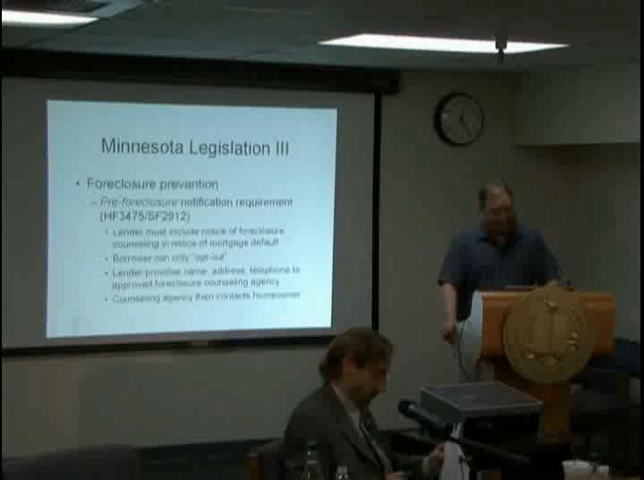 Minnesota Legislation III
• Foreclosure prevention
– Pre-foreclosure notification requirement
(HF3475/SF2912)
• Lender must include notice of foreclosure
counseling in notice of mortgage default
• Borrower can only "opt-out"
• Lender provides name, address, telephone to
approved foreclosure counseling agency
• Counseling agency then contacts homeowner